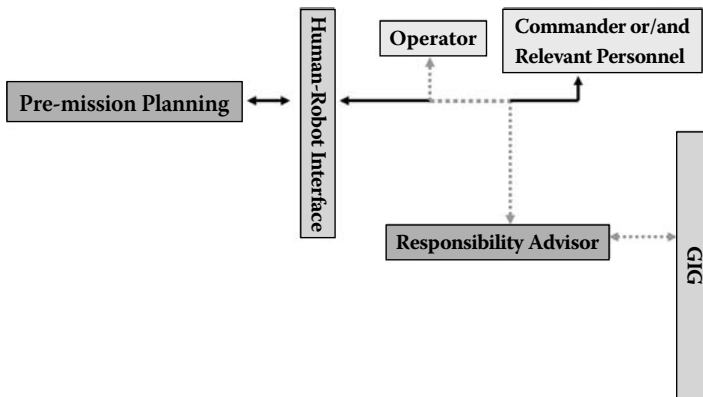 Operator
Commander or/and
Relevant Personnel
Pre-mission Planning
Human-Robot Interface
Responsibility Advisor
GIG